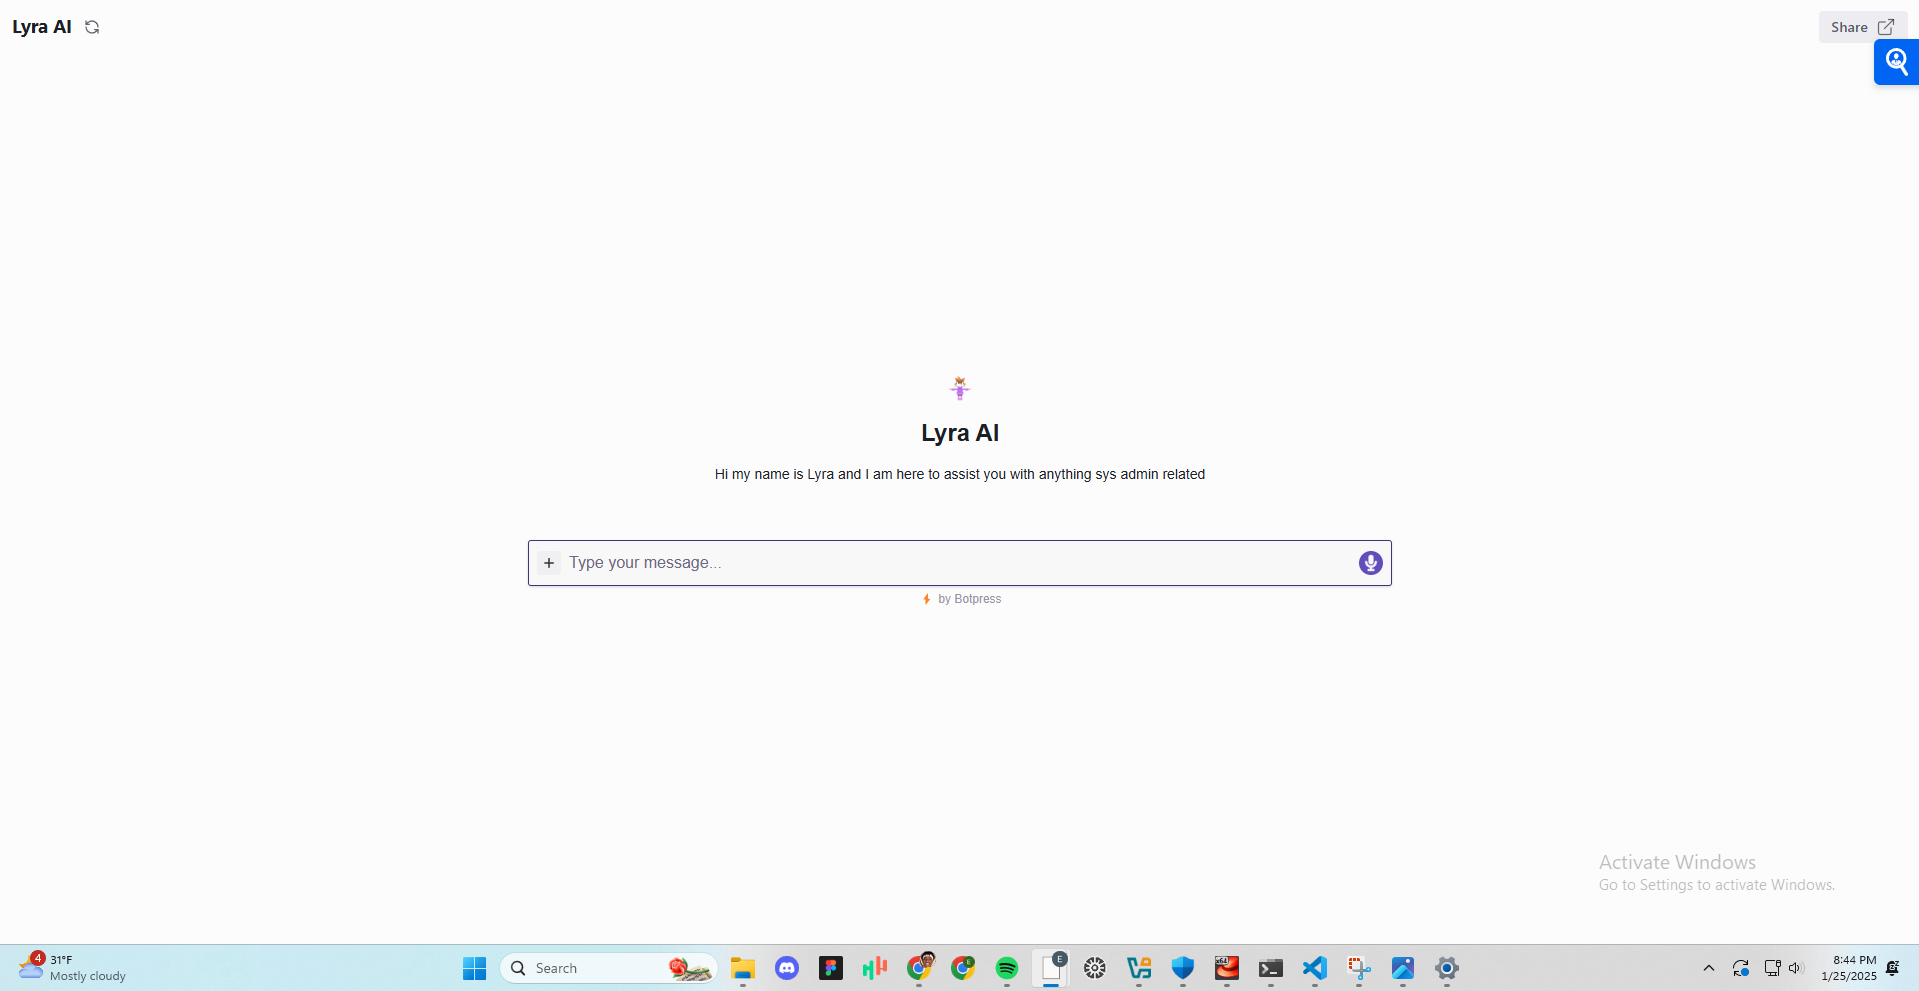 Lyra AI
Share
Lyra AI
Hi my name is Lyra and I am here to assist you with anything sys admin related
+ Type your message...
by Botpress
Activate Windows
Go to Settings to activate Windows.
4
31°F
Mostly cloudy
Search
E
E
x64
8:44 PM
1/25/2025